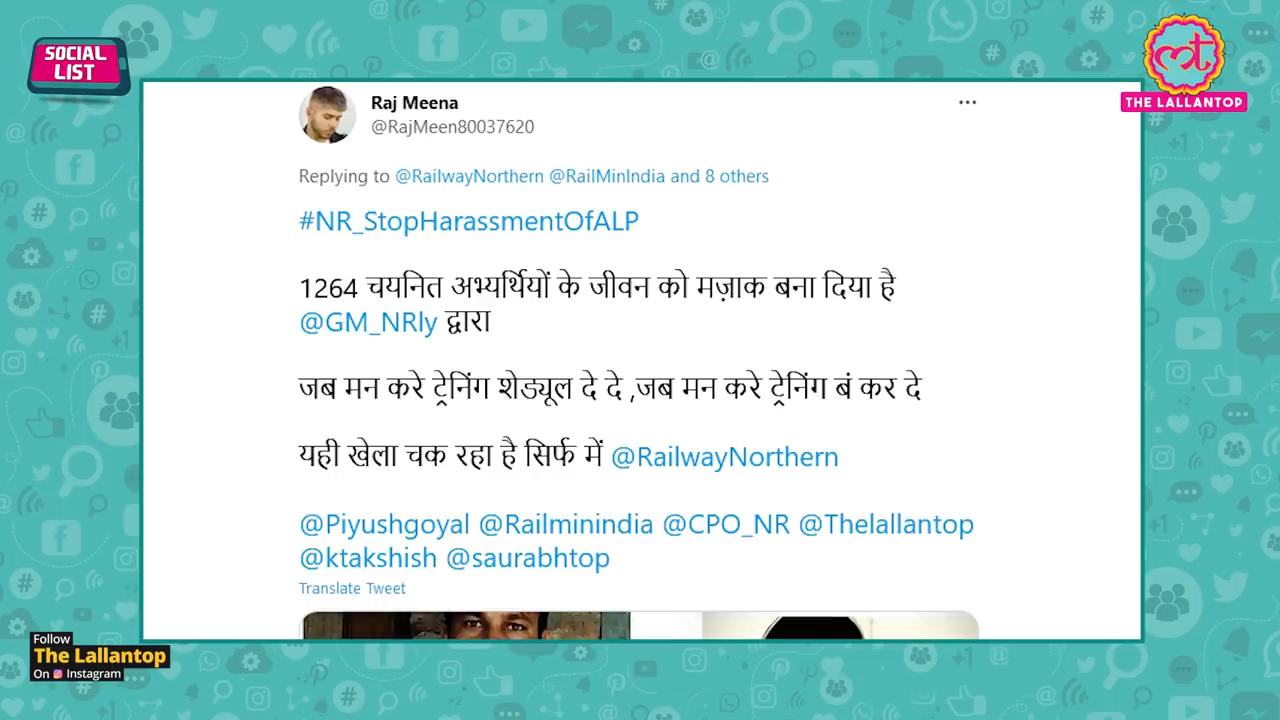 SOCIAL
LIST
THE LALLANTOP
Raj Meena
@RajMeen80037620
Replying to @RailwayNorthern @RailMinIndia and 8 others
#NR_StopHarassmentOfALP
1264 चयनित अभ्यर्थियों के जीवन को मज़ाक बना दिया है
@GM_NRly द्वारा
जब मन करे ट्रेनिंग शेड्यूल दे दे ,जब मन करे ट्रेनिंग बं कर दे
यही खेला चक रहा है सिर्फ में @RailwayNorthern
@Piyushgoyal @Railminindia @CPO_NR @Thelallantop
@ktakshish @saurabhtop
Translate Tweet
Follow
The Lallantop
On Instagram